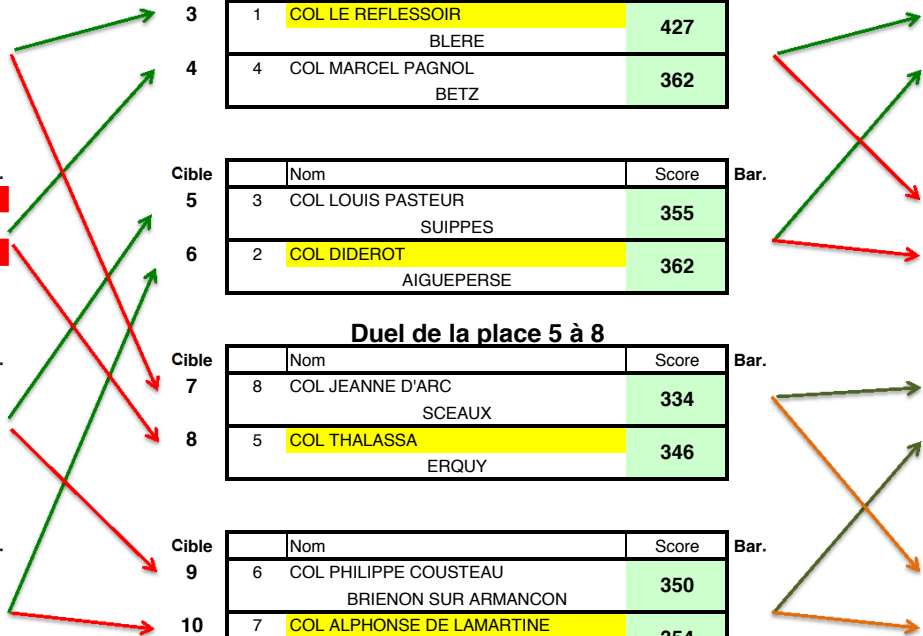 3 1 COL LE REFLESSOIR 427
BLERE
4 4 COL MARCEL PAGNOL 362
BETZ
Cible Nom Score Bar.
5 3 COL LOUIS PASTEUR 355
SUIPPES
6 2 COL DIDEROT 362
AIGUEPERSE
Duel de la place 5 à 8
Cible Nom Score Bar.
7 8 COL JEANNE D'ARC 334
SCEAUX
8 5 COL THALASSA 346
ERQUY
Cible Nom Score Bar.
9 6 COL PHILIPPE COUSTEAU 350
BRIENON SUR ARMANCON
10 7 COL ALPHONSE DE LAMARTINE